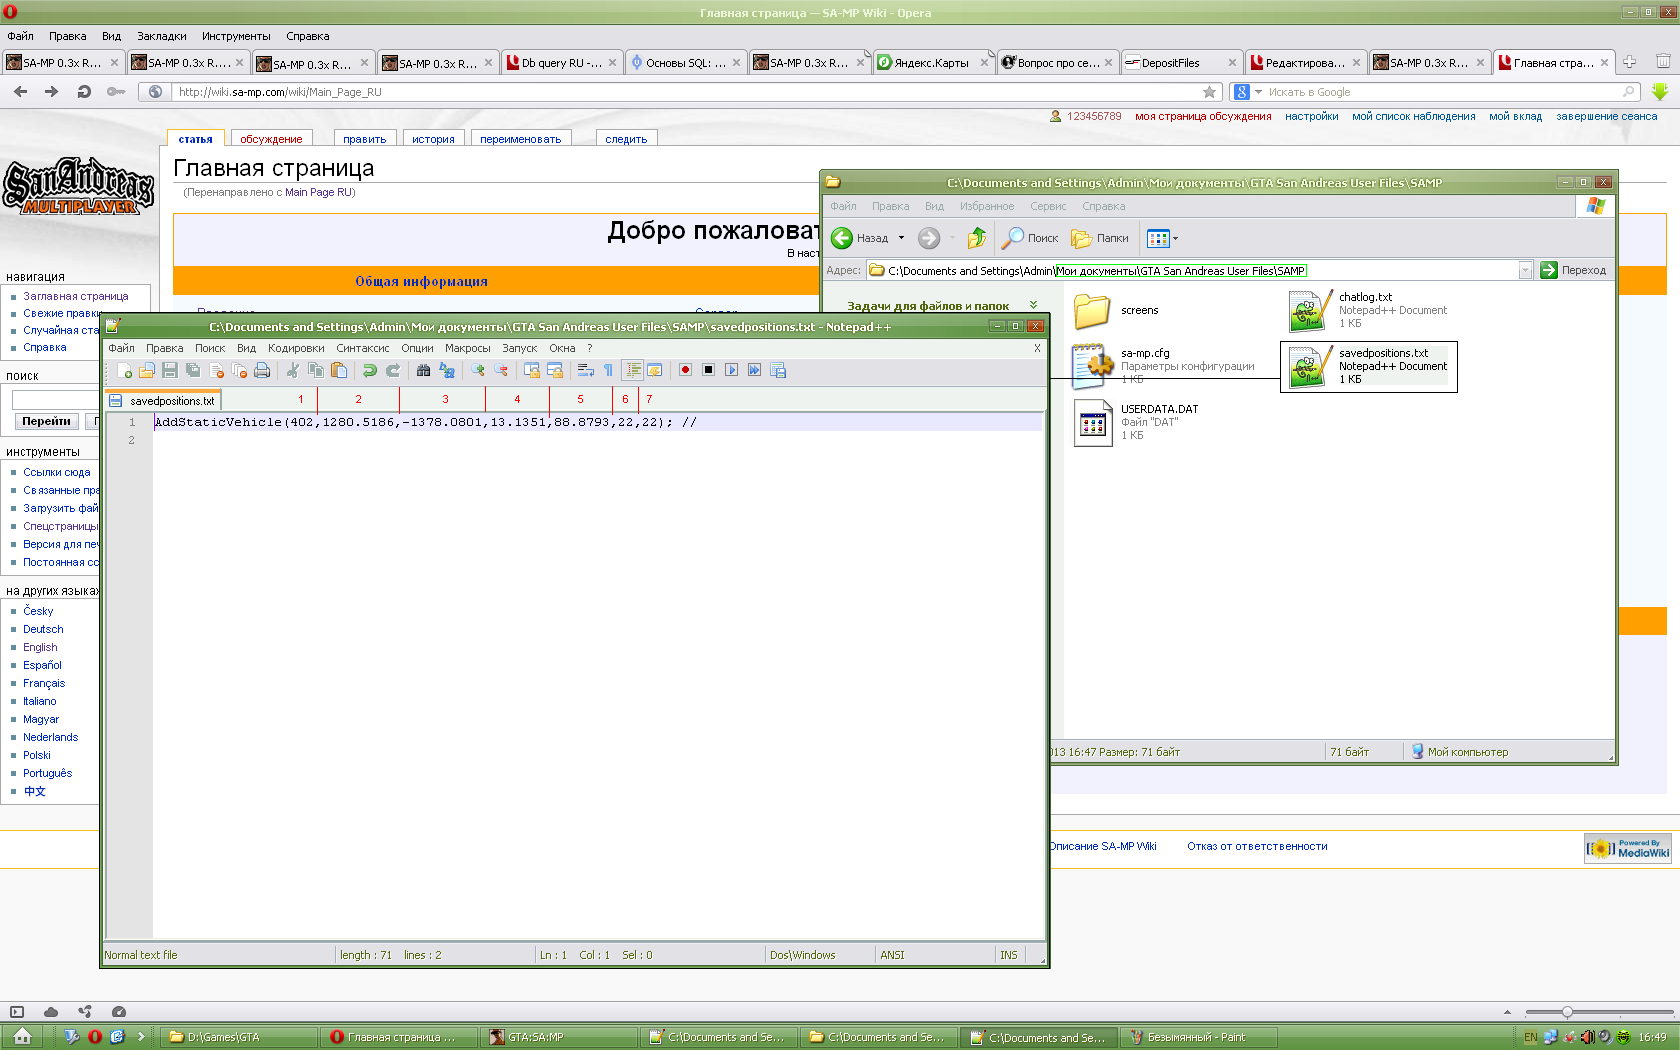 Главная страница — SA-MP Wiki - Opera
Файл Правка Вид Закладки Инструменты Справка
SA-MP 0.3x R... SA-MP 0.3x R... SA-MP 0.3x R... SA-MP 0.3x R... Db query RU -... Основы SQL: ... SA-MP 0.3x R... Яндекс.Карты Вопрос про се... DepositFiles Редактирова... SA-MP 0.3x R... Главная стра...
http://wiki.sa-mp.com/wiki/Main_Page_RU
Искать в Google
123456789 моя страница обсуждения настройки мой список наблюдения мой вклад завершение сеанса
статья обсуждение править история переименовать следить
San Andreas
MULTIPLAYER
Главная страница
(Перенаправлено с Main Page RU)
Добро пожаловат
В наст
Общая информация
навигация
Заглавная страница
Свежие правки
Случайная ста
Справка
поиск
Перейти
инструменты
Ссылки сюда
Связанные пра
Загрузить фай
Спецстраницы
Версия для печ
Постоянная сс
на других языках
Česky
Deutsch
English
Español
Français
Italiano
Magyar
Nederlands
Polski
Português
中文
C:\Documents and Settings\Admin\Мои документы\GTA San Andreas User Files\SAMP
Файл Правка Вид Избранное Сервис Справка
Назад Поиск Папки
Адрес: C:\Documents and Settings\Admin\Мои документы\GTA San Andreas User Files\SAMP Переход
Задачи для файлов и папок
screens
chatlog.txt
Notepad++ Document
1 КБ
sa-mp.cfg
Параметры конфигурации
1 КБ
savedpositions.txt
Notepad++ Document
1 КБ
USERDATA.DAT
Файл "DAT"
1 КБ
013 16:47 Размер: 71 байт 71 байт Мой компьютер
C:\Documents and Settings\Admin\Мои документы\GTA San Andreas User Files\SAMP\savedpositions.txt - Notepad++
Файл Правка Поиск Вид Кодировки Синтаксис Опции Макросы Запуск Окна ? X
savedpositions.txt 1 2 3 4 5 6 7
1 AddStaticVehicle(402,1280.5186,-1378.0801,13.1351,88.8793,22,22); //
2
Normal text file length : 71 lines : 2 Ln : 1 Col : 1 Sel : 0 Dos\Windows ANSI INS
Описание SA-MP Wiki Отказ от ответственности
Powered By
MediaWiki
D:\Games\GTA Главная страница ... GTA:SA:MP C:\Documents and Se... C:\Documents and Se... C:\Documents and Se... Безымянный - Paint EN 16:49